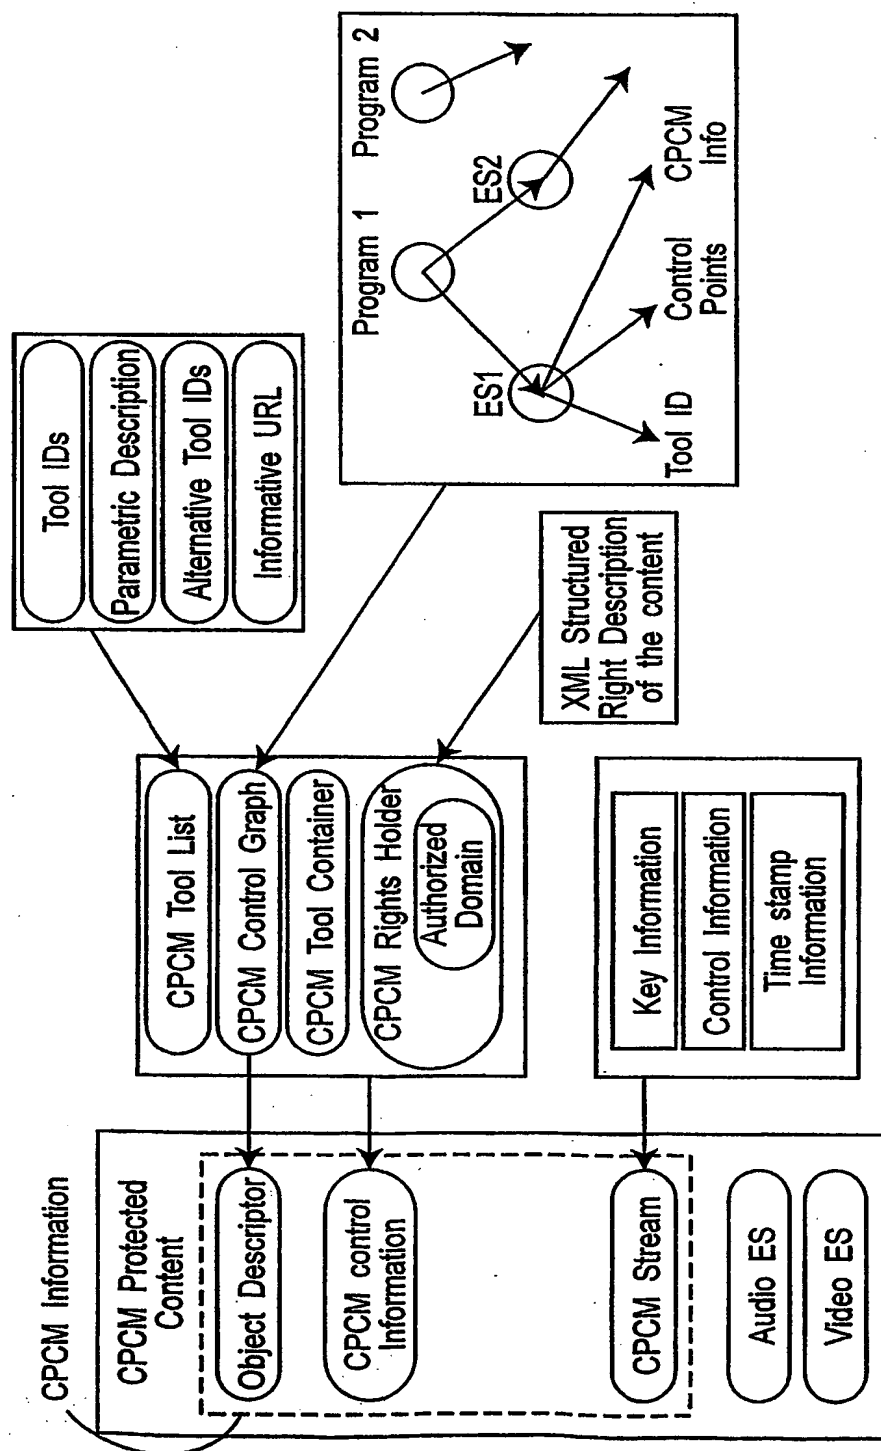 CPCM Information
CPCM Protected
Content
Object Descriptor
CPCM control
Information
CPCM Stream
Audio ES
Video ES
CPCM Tool List
CPCM Control Graph
CPCM Tool Container
CPCM Rights Holder
Authorized
Domain
Key Information
Control Information
Time stamp
Information
Tool IDs
Parametric Description
Alternative Tool IDs
Informative URL
XML Structured
Right Description
of the content
Program 1
Program 2
ES1
ES2
Tool ID
Control
Points
CPCM
Info